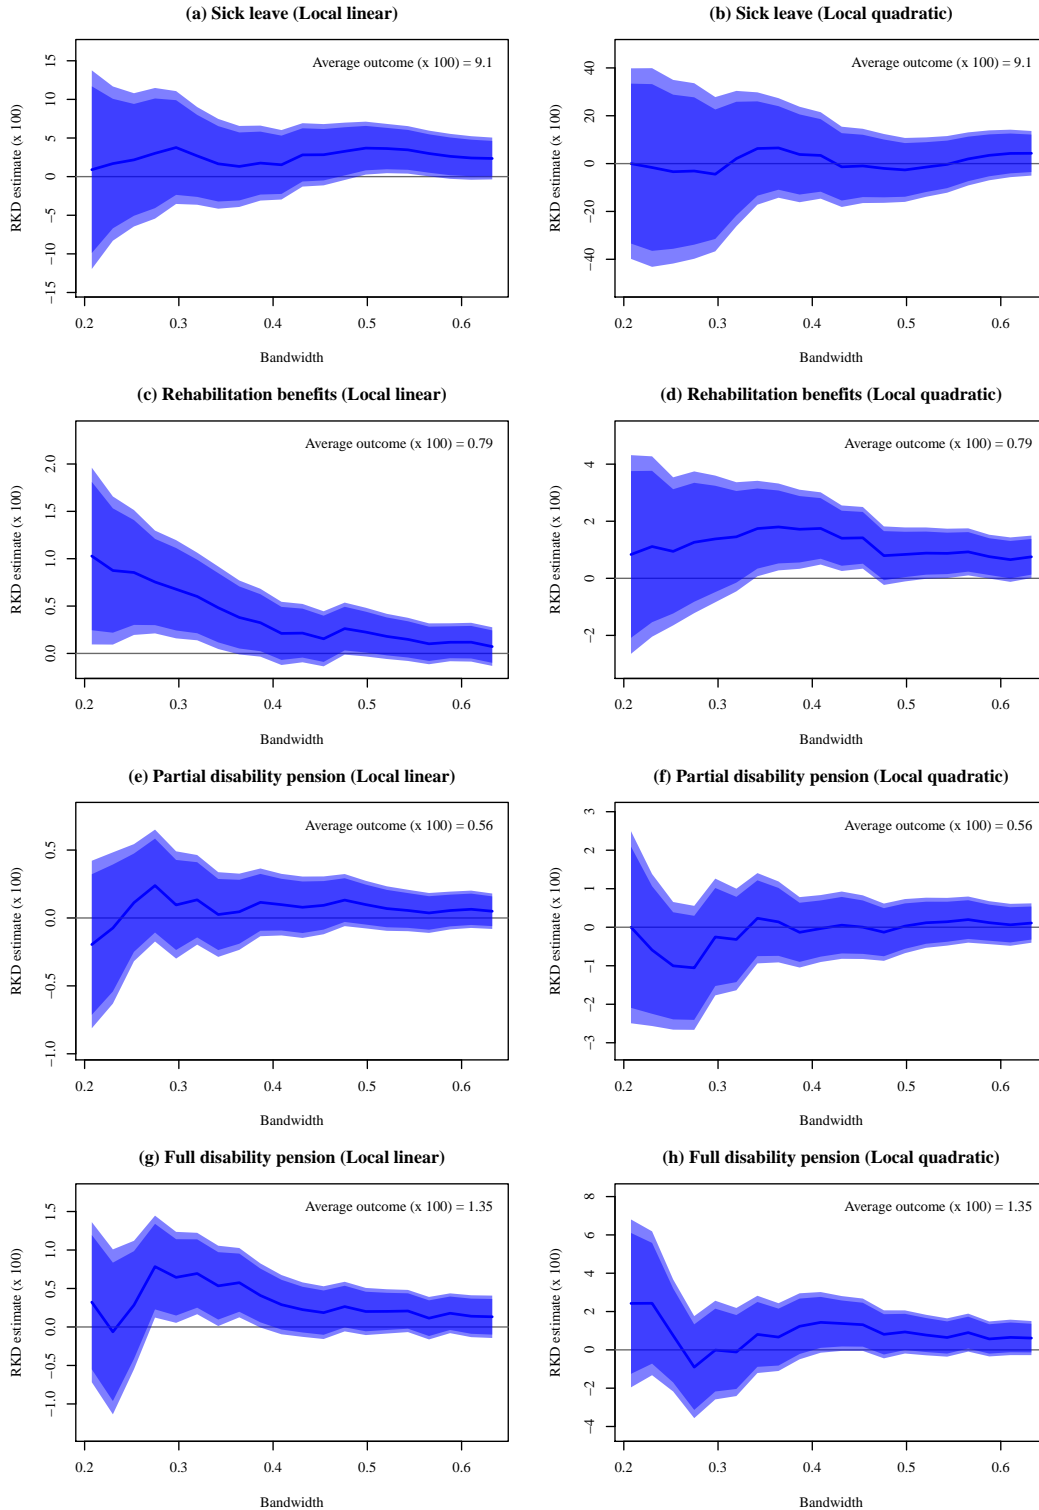 (a) Sick leave (Local linear)
Average outcome (x 100) = 9.1
RKD estimate (x 100)
15
10
5
0
−5
−10
−15
0.2 0.3 0.4 0.5 0.6
Bandwidth
(b) Sick leave (Local quadratic)
Average outcome (x 100) = 9.1
RKD estimate (x 100)
40
20
0
−20
−40
0.2 0.3 0.4 0.5 0.6
Bandwidth
(c) Rehabilitation benefits (Local linear)
Average outcome (x 100) = 0.79
RKD estimate (x 100)
2.0
1.5
1.0
0.5
0.0
0.2 0.3 0.4 0.5 0.6
Bandwidth
(d) Rehabilitation benefits (Local quadratic)
Average outcome (x 100) = 0.79
RKD estimate (x 100)
4
2
0
−2
0.2 0.3 0.4 0.5 0.6
Bandwidth
(e) Partial disability pension (Local linear)
Average outcome (x 100) = 0.56
RKD estimate (x 100)
0.5
0.0
−0.5
−1.0
0.2 0.3 0.4 0.5 0.6
Bandwidth
(f) Partial disability pension (Local quadratic)
Average outcome (x 100) = 0.56
RKD estimate (x 100)
3
2
1
0
−1
−2
−3
0.2 0.3 0.4 0.5 0.6
Bandwidth
(g) Full disability pension (Local linear)
Average outcome (x 100) = 1.35
RKD estimate (x 100)
1.5
1.0
0.5
0.0
−0.5
−1.0
0.2 0.3 0.4 0.5 0.6
Bandwidth
(h) Full disability pension (Local quadratic)
Average outcome (x 100) = 1.35
RKD estimate (x 100)
8
6
4
2
0
−2
−4
0.2 0.3 0.4 0.5 0.6
Bandwidth